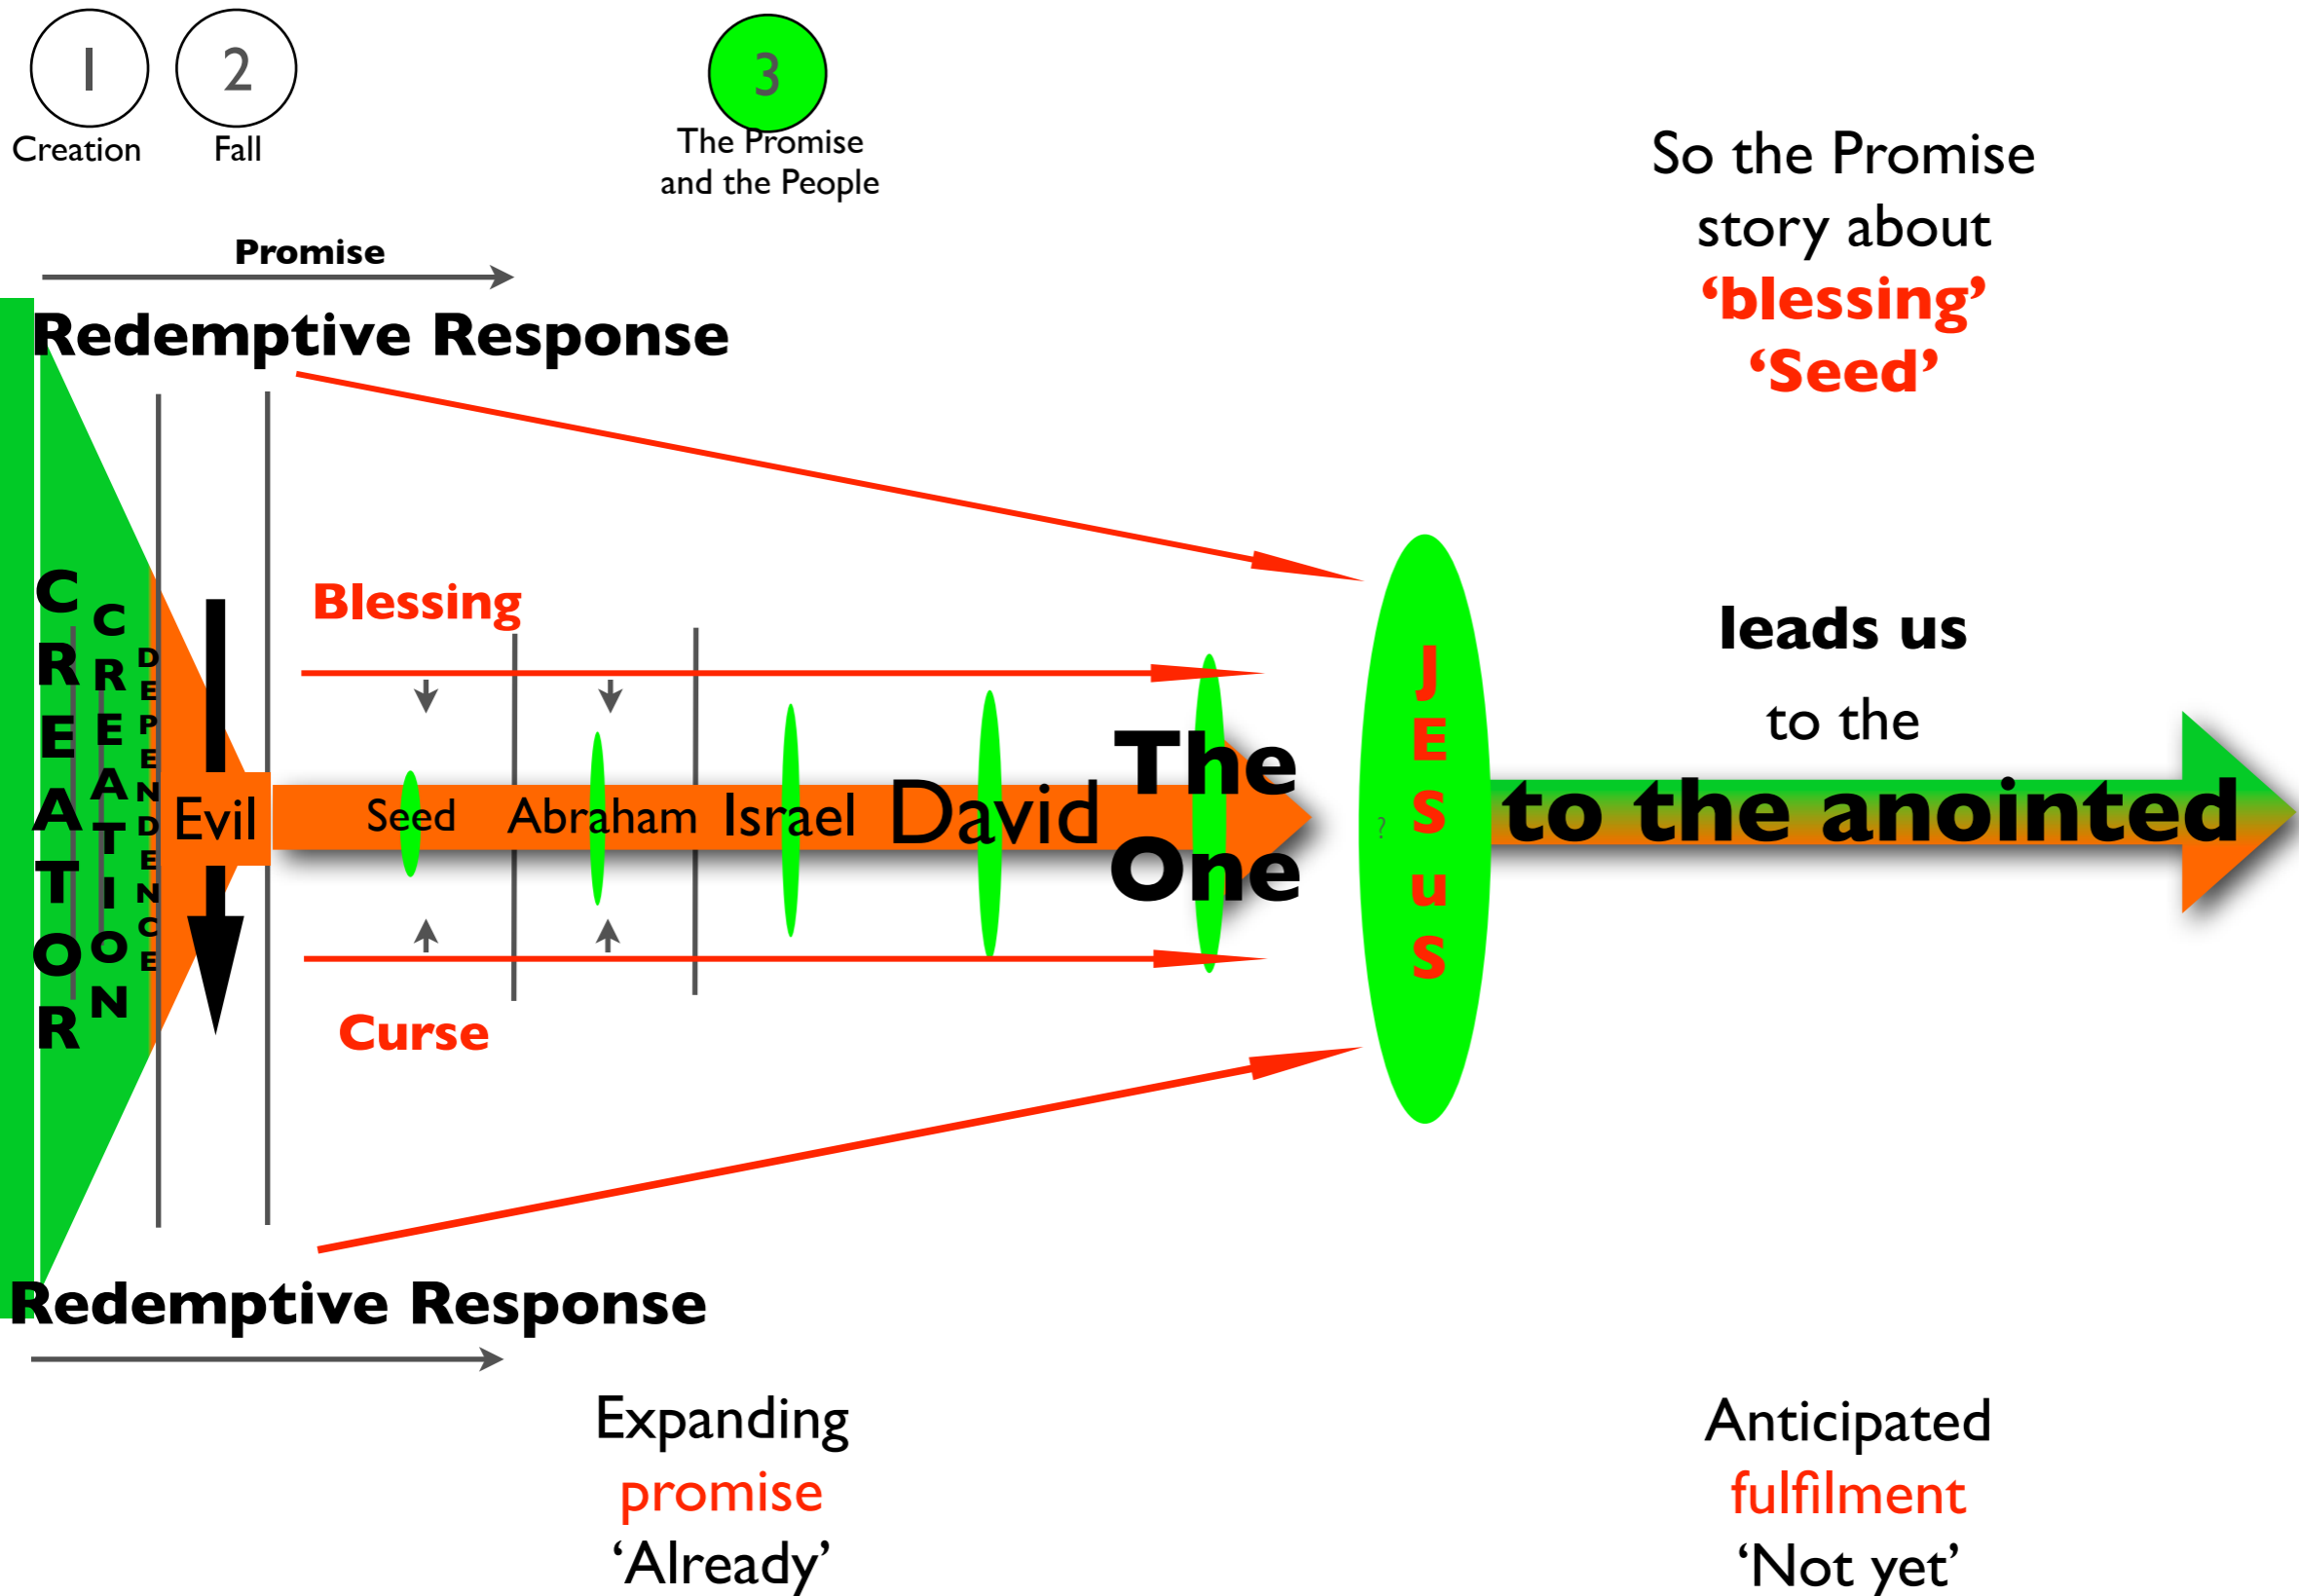 1
2
3
Creation
Fall
The Promise
and the People
So the Promise
story about
‘blessing’
‘Seed’
Promise
Redemptive Response
CREATOR
CREATION
DEPENDENCE
Evil
Blessing
Seed
Abraham
Israel
David
The
One
Curse
?
JESuS
leads us
to the
to the anointed
Redemptive Response
Expanding
promise
‘Already’
Anticipated
fulfilment
‘Not yet’